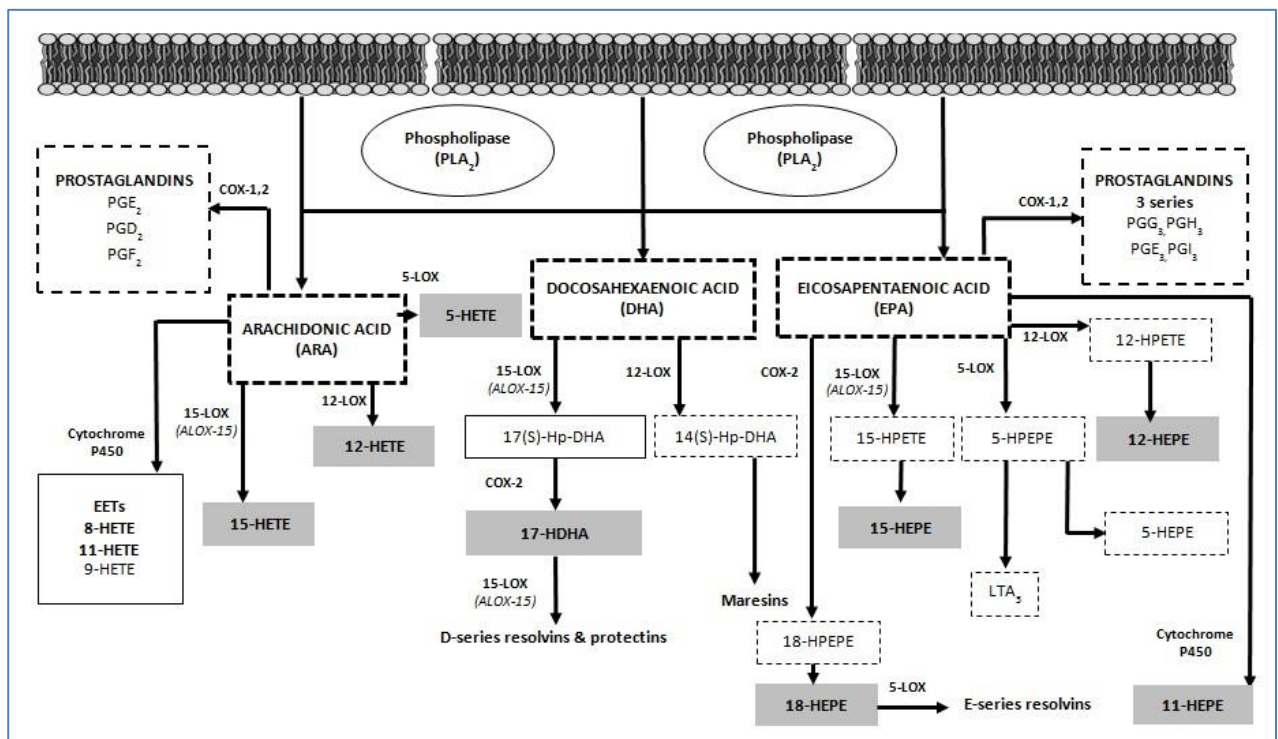 Phospholipase
(PLA2)
Phospholipase
(PLA2)
PROSTAGLANDINS
PGE2
PGD2
PGF2
COX-1,2
COX-1,2
PROSTAGLANDINS
3 series
PGG3, PGH3
PGE3, PGI3
ARACHIDONIC ACID
(ARA)
5-LOX
5-HETE
DOCOSAHEXAENOIC ACID
(DHA)
EICOSAPENTAENOIC ACID
(EPA)
12-LOX
12-HPETE
12-HEPE
Cytochrome
P450
15-LOX
(ALOX-15)
12-LOX
12-HETE
15-HETE
EETs
8-HETE
11-HETE
9-HETE
15-LOX
(ALOX-15)
12-LOX
17(S)-Hp-DHA
14(S)-Hp-DHA
COX-2
17-HDHA
15-LOX
(ALOX-15)
D-series resolvins & protectins
Maresins
COX-2
15-LOX
(ALOX-15)
5-LOX
15-HPETE
5-HPEPE
15-HEPE
5-HEPE
LTA5
18-HPEPE
18-HEPE
5-LOX
E-series resolvins
Cytochrome
P450
11-HEPE